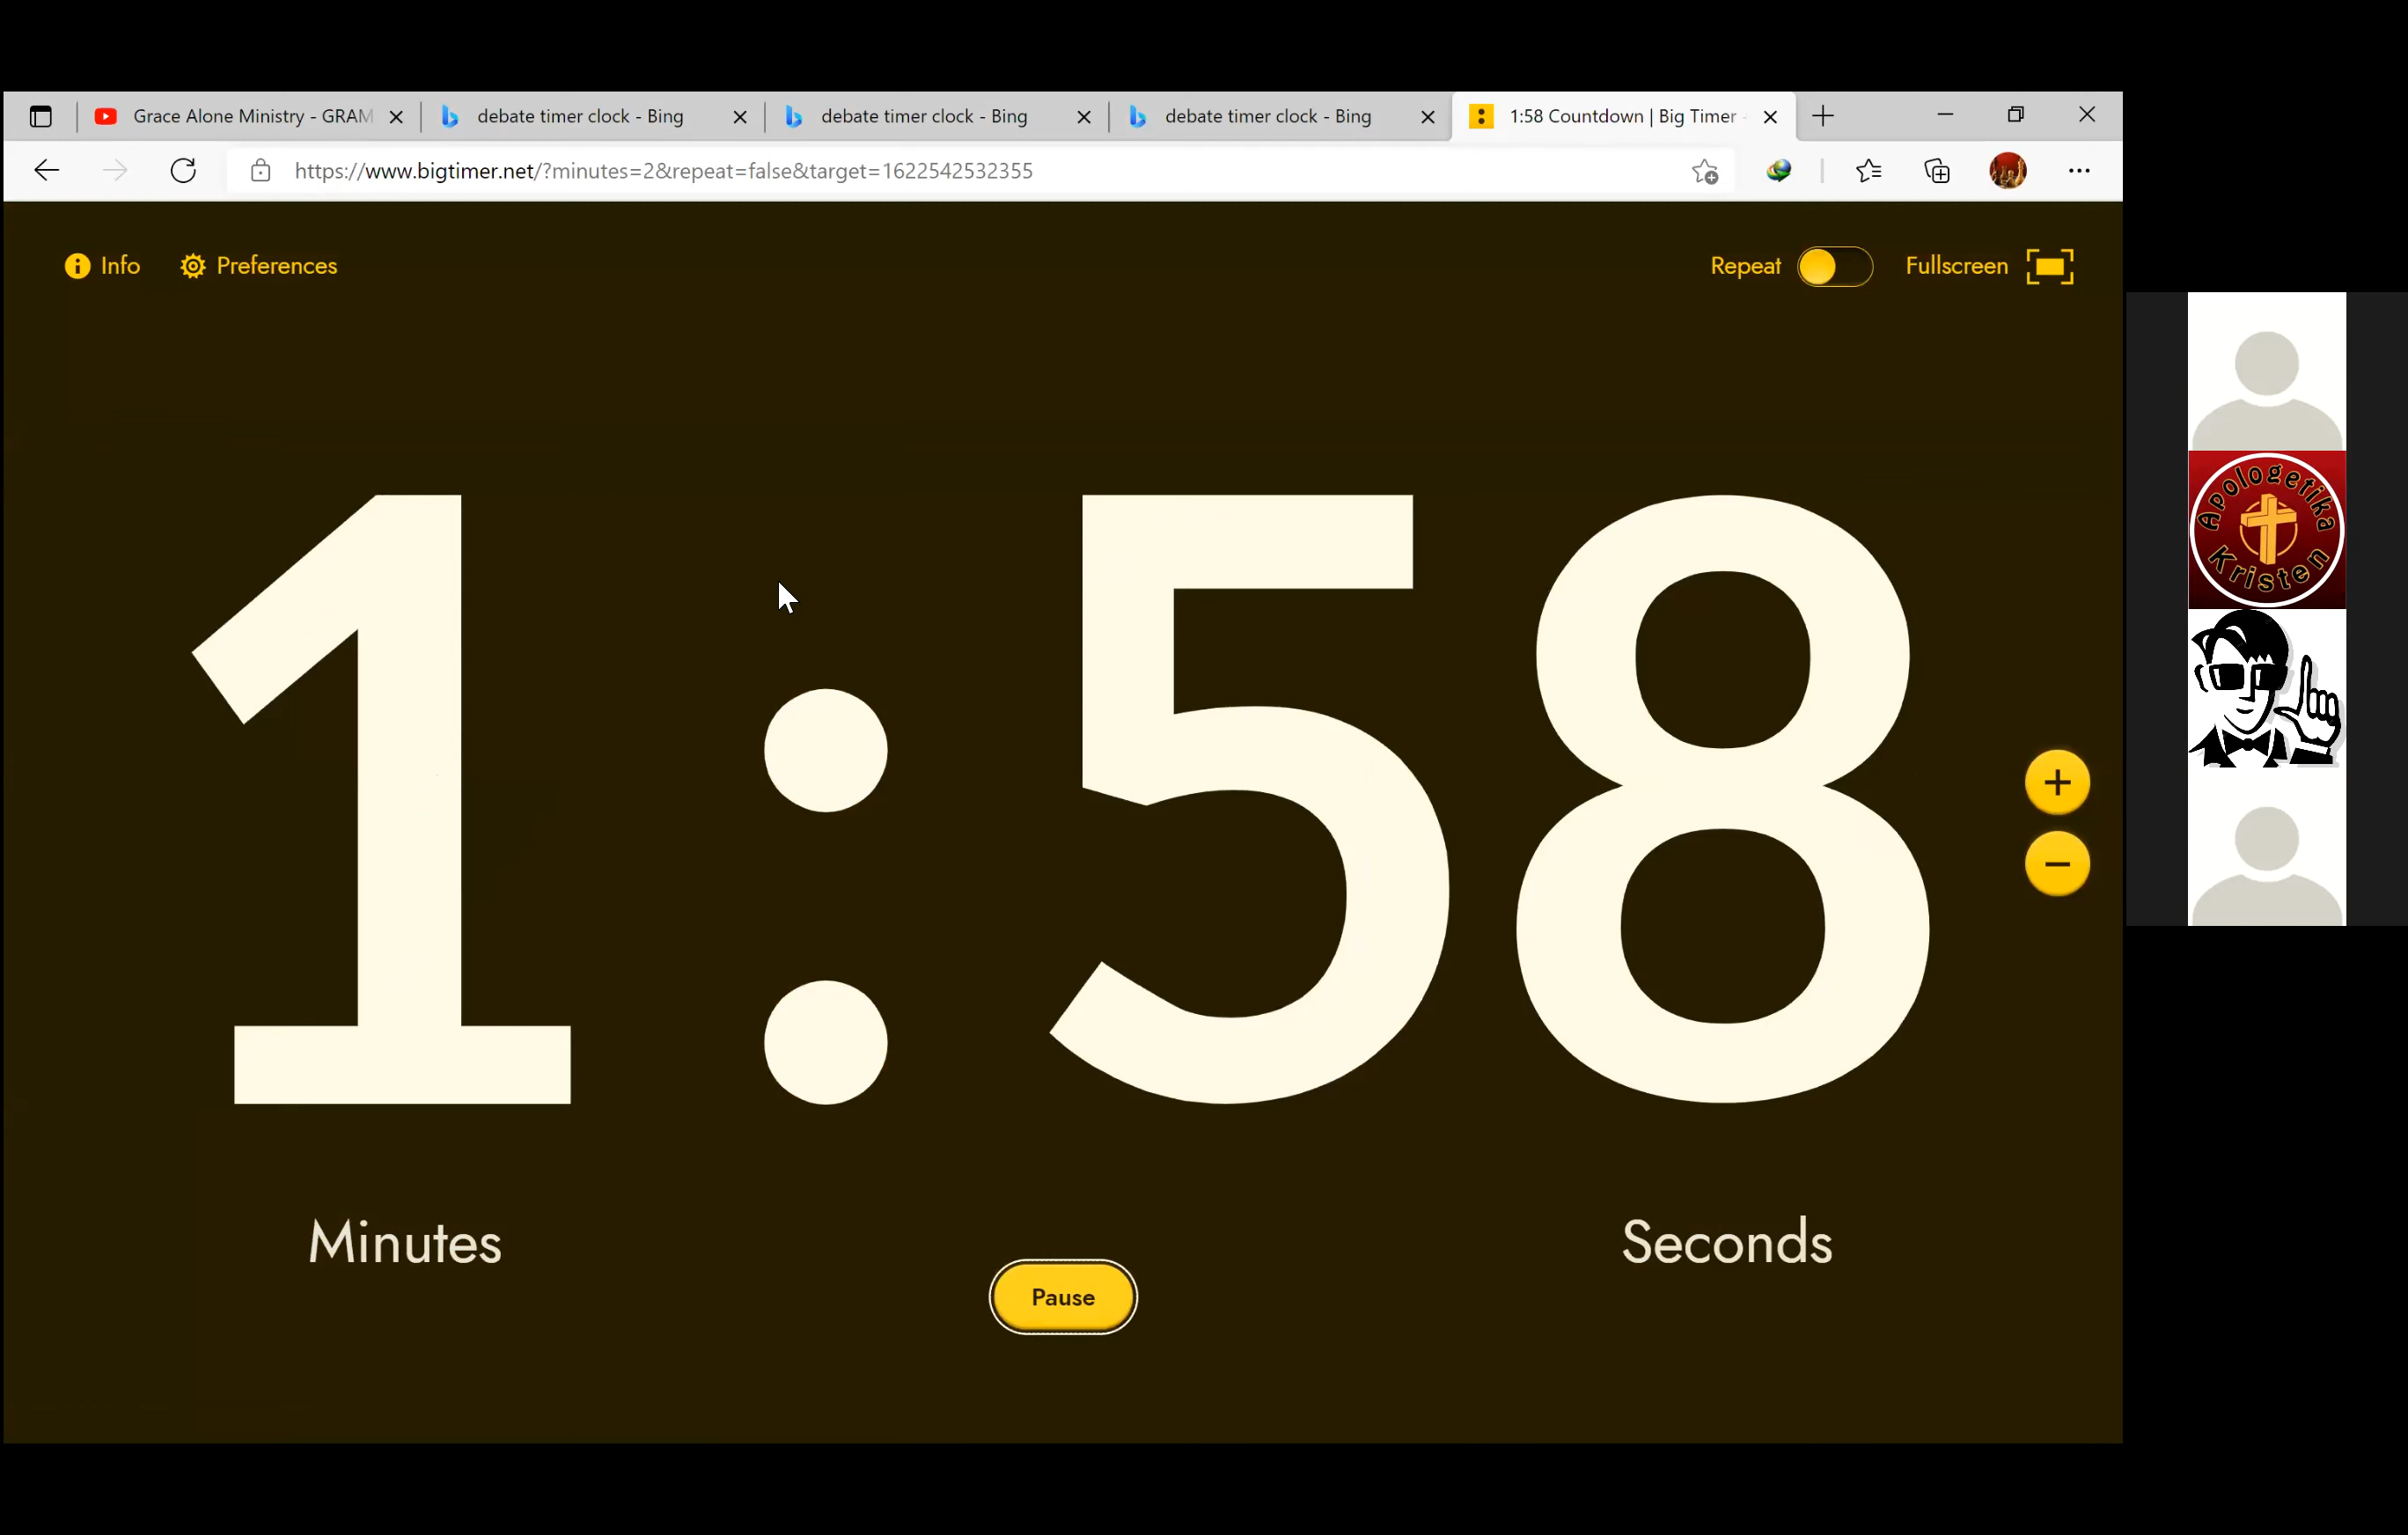 Grace Alone Ministry - GRAM
debate timer clock - Bing
debate timer clock - Bing
debate timer clock - Bing
1:58 Countdown | Big Timer -
https://www.bigtimer.net/?minutes=2&repeat=false&target=1622542532355
Info
Preferences
Repeat
Fullscreen
1:58
Minutes
Seconds
Pause
Apologetika
Kristen